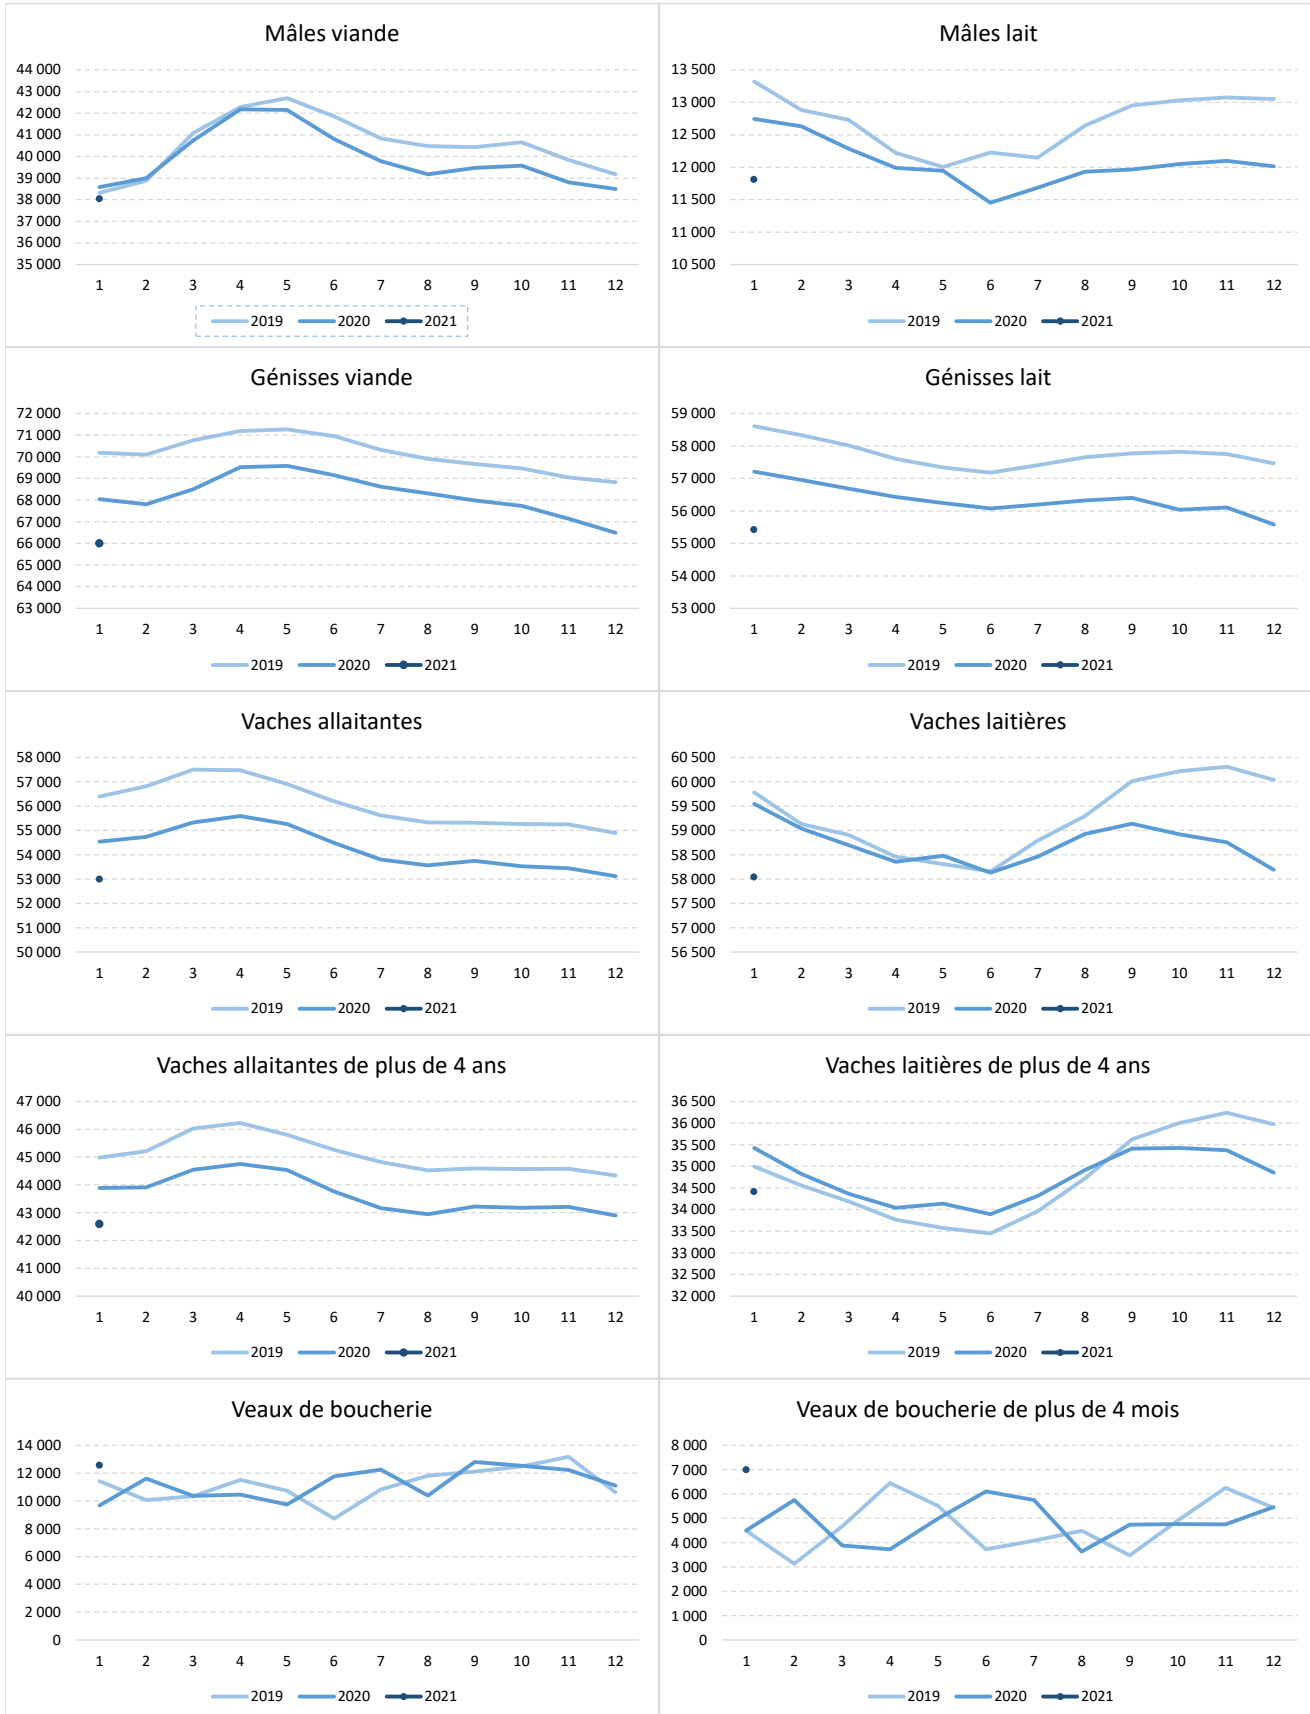 Mâles viande
44 000
43 000
42 000
41 000
40 000
39 000
38 000
37 000
36 000
35 000
1 2 3 4 5 6 7 8 9 10 11 12
2019 2020 2021
Mâles lait
13 500
13 000
12 500
12 000
11 500
11 000
10 500
1 2 3 4 5 6 7 8 9 10 11 12
2019 2020 2021
Génisses viande
72 000
71 000
70 000
69 000
68 000
67 000
66 000
65 000
64 000
63 000
1 2 3 4 5 6 7 8 9 10 11 12
2019 2020 2021
Génisses lait
59 000
58 000
57 000
56 000
55 000
54 000
53 000
1 2 3 4 5 6 7 8 9 10 11 12
2019 2020 2021
Vaches allaitantes
58 000
57 000
56 000
55 000
54 000
53 000
52 000
51 000
50 000
1 2 3 4 5 6 7 8 9 10 11 12
2019 2020 2021
Vaches laitières
60 500
60 000
59 500
59 000
58 500
58 000
57 500
57 000
56 500
1 2 3 4 5 6 7 8 9 10 11 12
2019 2020 2021
Vaches allaitantes de plus de 4 ans
47 000
46 000
45 000
44 000
43 000
42 000
41 000
40 000
1 2 3 4 5 6 7 8 9 10 11 12
2019 2020 2021
Vaches laitières de plus de 4 ans
36 500
36 000
35 500
35 000
34 500
34 000
33 500
33 000
32 500
32 000
1 2 3 4 5 6 7 8 9 10 11 12
2019 2020 2021
Veaux de boucherie
14 000
12 000
10 000
8 000
6 000
4 000
2 000
0
1 2 3 4 5 6 7 8 9 10 11 12
2019 2020 2021
Veaux de boucherie de plus de 4 mois
8 000
7 000
6 000
5 000
4 000
3 000
2 000
1 000
0
1 2 3 4 5 6 7 8 9 10 11 12
2019 2020 2021